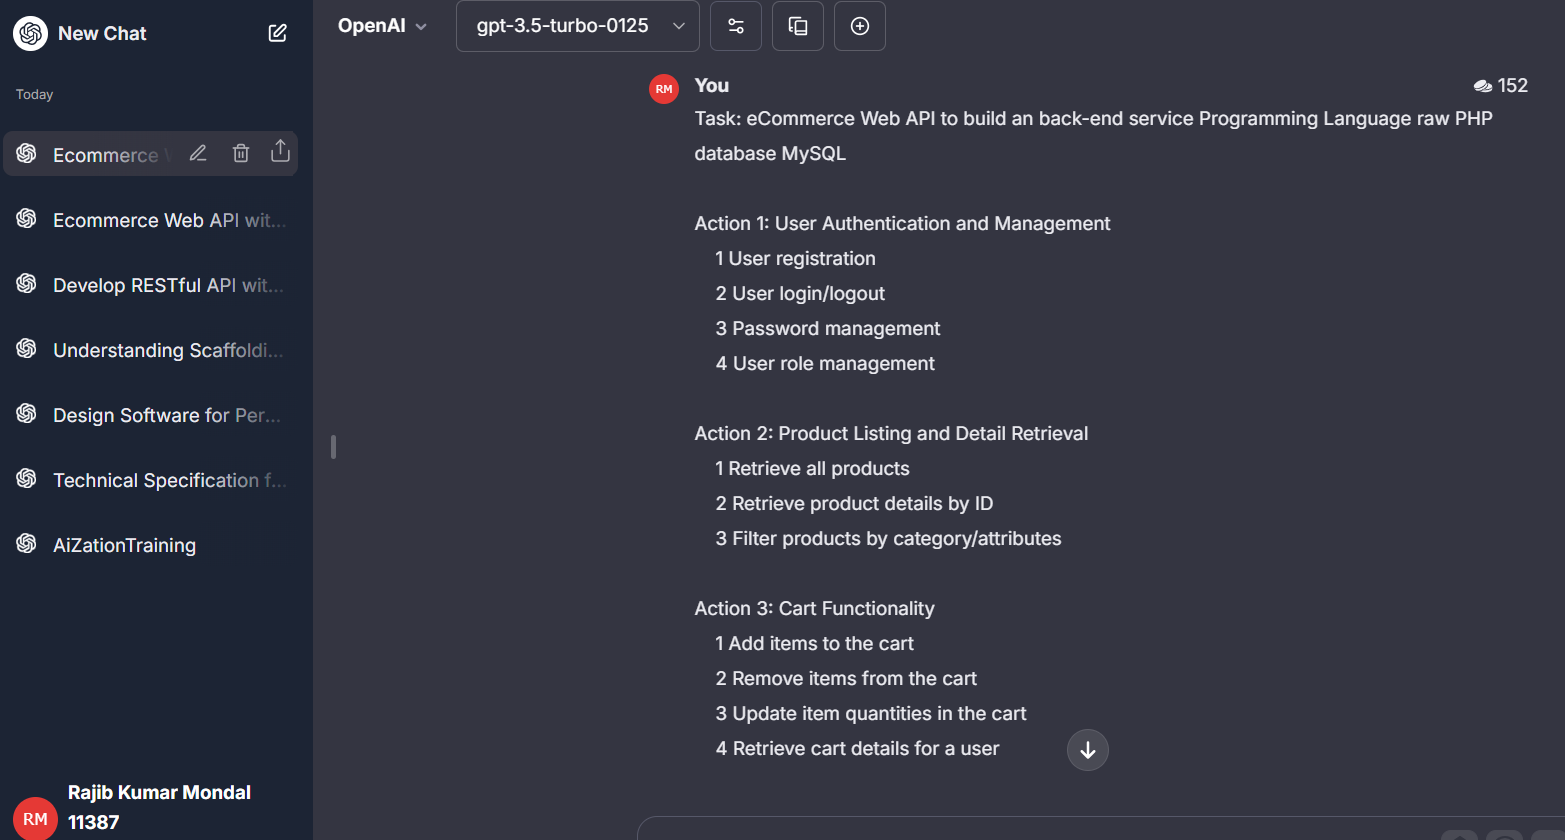 New Chat
Today
Ecommerce
Ecommerce Web API wit...
Develop RESTful API wit...
Understanding Scaffoldi...
Design Software for Per...
Technical Specification f...
AiZationTraining
RM
Rajib Kumar Mondal
11387
OpenAI
gpt-3.5-turbo-0125
RM
You
152
Task: eCommerce Web API to build an back-end service Programming Language raw PHP
database MySQL
Action 1: User Authentication and Management
1 User registration
2 User login/logout
3 Password management
4 User role management
Action 2: Product Listing and Detail Retrieval
1 Retrieve all products
2 Retrieve product details by ID
3 Filter products by category/attributes
Action 3: Cart Functionality
1 Add items to the cart
2 Remove items from the cart
3 Update item quantities in the cart
4 Retrieve cart details for a user